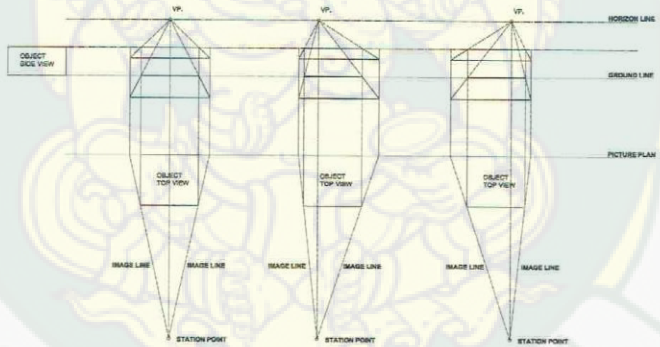 VP.
VP.
VP.
HORIZON LINE
OBJECT
SIDE VIEW
GROUND LINE
PICTURE PLAN
OBJECT
TOP VIEW
OBJECT
TOP VIEW
OBJECT
TOP VIEW
IMAGE LINE
IMAGE LINE
IMAGE LINE
IMAGE LINE
IMAGE LINE
IMAGE LINE
STATION POINT
STATION POINT
STATION POINT